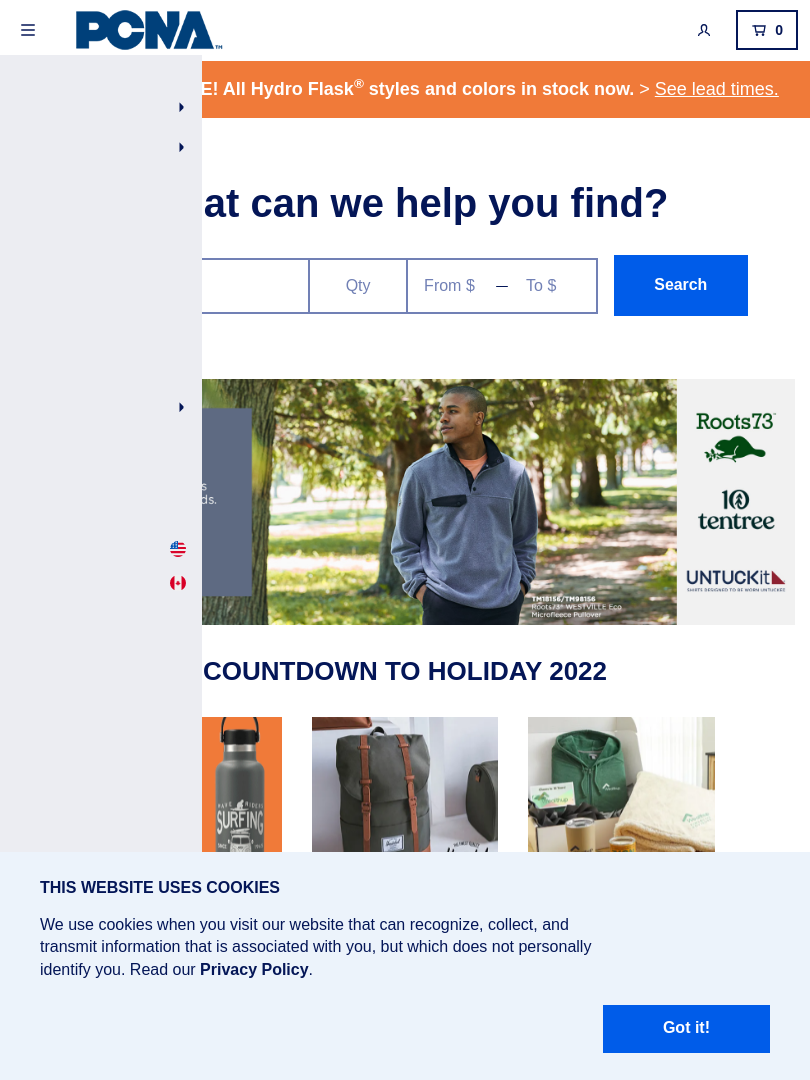 PCNA™
0
E! All Hydro Flask® styles and colors in stock now. > See lead times.
at can we help you find?
Qty
From $
—
To $
Search
s
ds.
Roots73™
10
tentree
UNTUCKit
SHIRTS DESIGNED TO BE WORN UNTUCKED
TM18156/TM98156
Roots73® WESTVILLE Eco
Microfleece Pullover
COUNTDOWN TO HOLIDAY 2022
SURFING
THIS WEBSITE USES COOKIES
We use cookies when you visit our website that can recognize, collect, and
transmit information that is associated with you, but which does not personally
identify you. Read our Privacy Policy.
Got it!